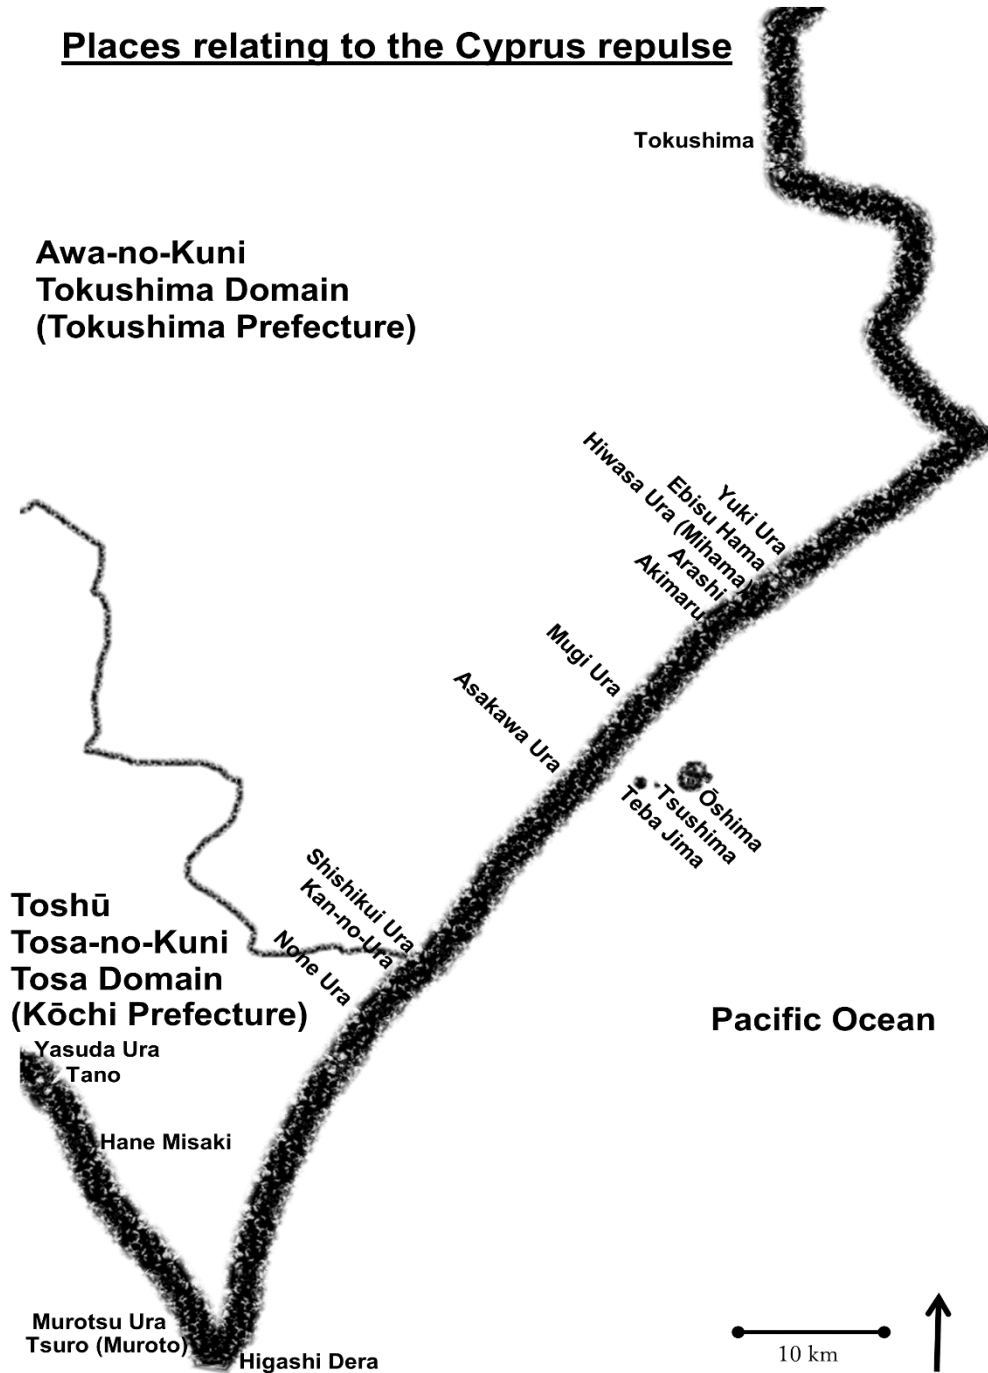 Places relating to the Cyprus repulse
Tokushima
Awa-no-Kuni
Tokushima Domain
(Tokushima Prefecture)
Yuki Ura
Ebisu Hama
Hiwasa Ura (Mihama)
Arashi
Akimaru
Mugi Ura
Asakawa Ura
Ōshima
Tsushima
Teba Jima
Shishikui Ura
Kan-no-Ura
None Ura
Toshū
Tosa-no-Kuni
Tosa Domain
(Kōchi Prefecture)
Pacific Ocean
Yasuda Ura
Tano
Hane Misaki
Murotsu Ura
Tsuro (Muroto)
Higashi Dera
10 km